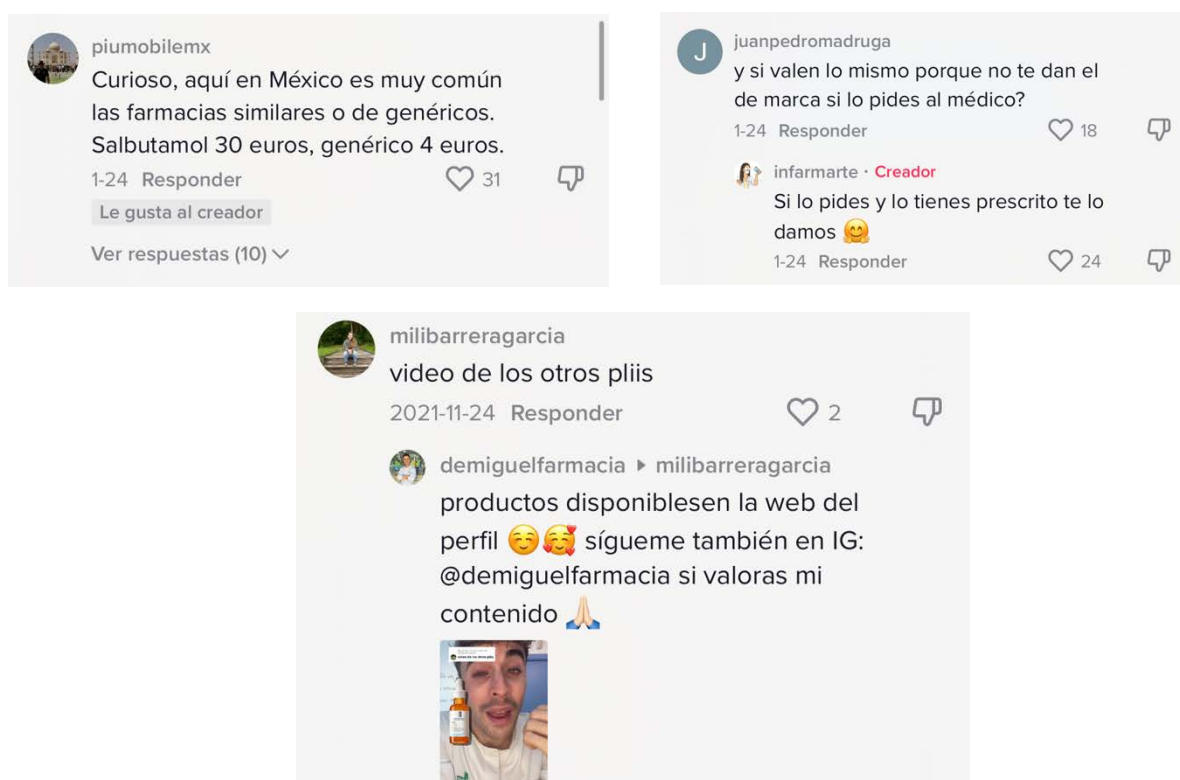 piumobilemx
Curioso, aquí en México es muy común
las farmacias similares o de genéricos.
Salbutamol 30 euros, genérico 4 euros.
1-24 Responder 31
Le gusta al creador
Ver respuestas (10)
J
juanpedromadruga
y si valen lo mismo porque no te dan el
de marca si lo pides al médico?
1-24 Responder 18
infarmarte · Creador
Si lo pides y lo tienes prescrito te lo
damos 🤗
1-24 Responder 24
milibarreragarcia
video de los otros pliis
2021-11-24 Responder 2
demiguelfarmacia ▸ milibarreragarcia
productos disponiblesen la web del
perfil ☺️🥰 sígueme también en IG:
@demiguelfarmacia si valoras mi
contenido 🙏🏻